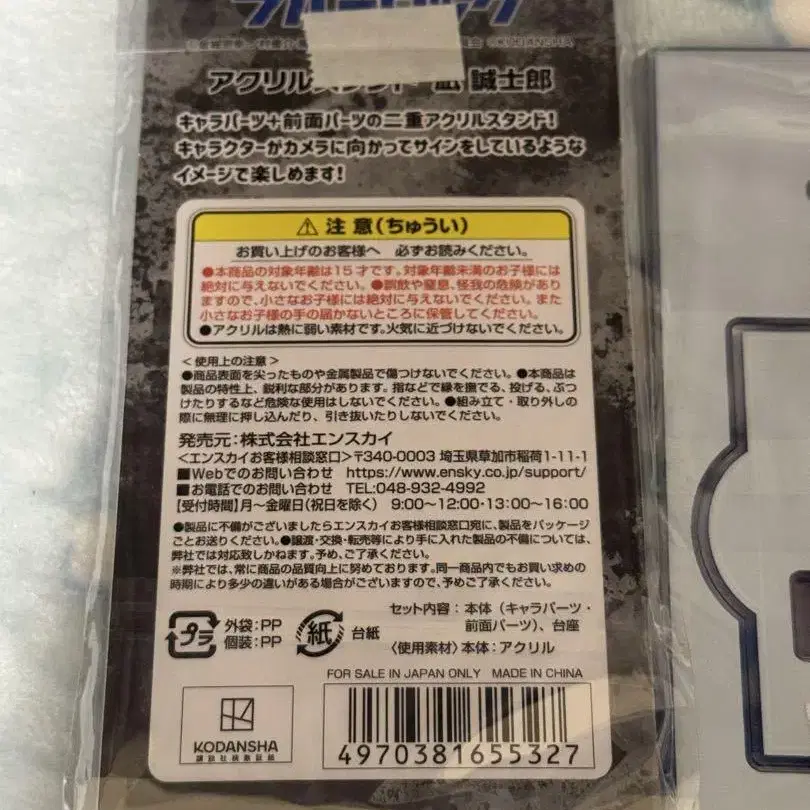 ブルーロック
アクリルスタンド 凪 誠士郎
キャラパーツ+前面パーツの二重アクリルスタンド!
キャラクターがカメラに向かってサインをしているような
イメージで楽しめます!
⚠ 注 意(ちゅうい)
お買い上げのお客様へ 必ずお読みください。
●本商品の対象年齢は15才です。対象年齢未満のお子様には
絶対に与えないでください。●誤飲や窒息、怪我の危険があり
ますので、小さなお子様には絶対に与えないでください。また
小さなお子様の手の届かないところに保管してください。
●アクリルは熱に弱い素材です。火気に近づけないでください。
<使用上の注意>
●商品表面を尖ったものや金属製品で傷つけないでください。●本商品は
製品の特性上、鋭利な部分があります。指などで縁を撫でる、投げる、ぶつ
けたりするなど危険な使用はしないでください。●組み立て・取り外しの
際に無理に押し込んだり、引き抜いたりしないでください。
発売元:株式会社エンスカイ
<エンスカイお客様相談窓口>〒340-0003 埼玉県草加市稲荷1-11-1
■Webでのお問い合わせ https://www.ensky.co.jp/support/
■お電話でのお問い合わせ TEL:048-932-4992
【受付時間】月〜金曜日(祝日を除く) 9:00〜12:00・13:00〜16:00
●製品に不備がございましたらエンスカイお客様相談窓口宛に、製品をパッケージ
ごとお送りください。●譲渡・交換・転売等により手に入れた製品の不備については、
弊社では対応致しかねます。予め、ご了承ください。
※弊社では、常に商品の品質向上に努めております。同一商品内でもお買い求めの
時期により多少の違いがある場合がございますので、予めご了承ください。
プラ 外袋:PP
個装:PP
紙 台紙
セット内容:本体(キャラパーツ・
前面パーツ)、台座
〈使用素材〉本体:アクリル
FOR SALE IN JAPAN ONLY MADE IN CHINA
KODANSHA
講談社検数証紙
4970381655327